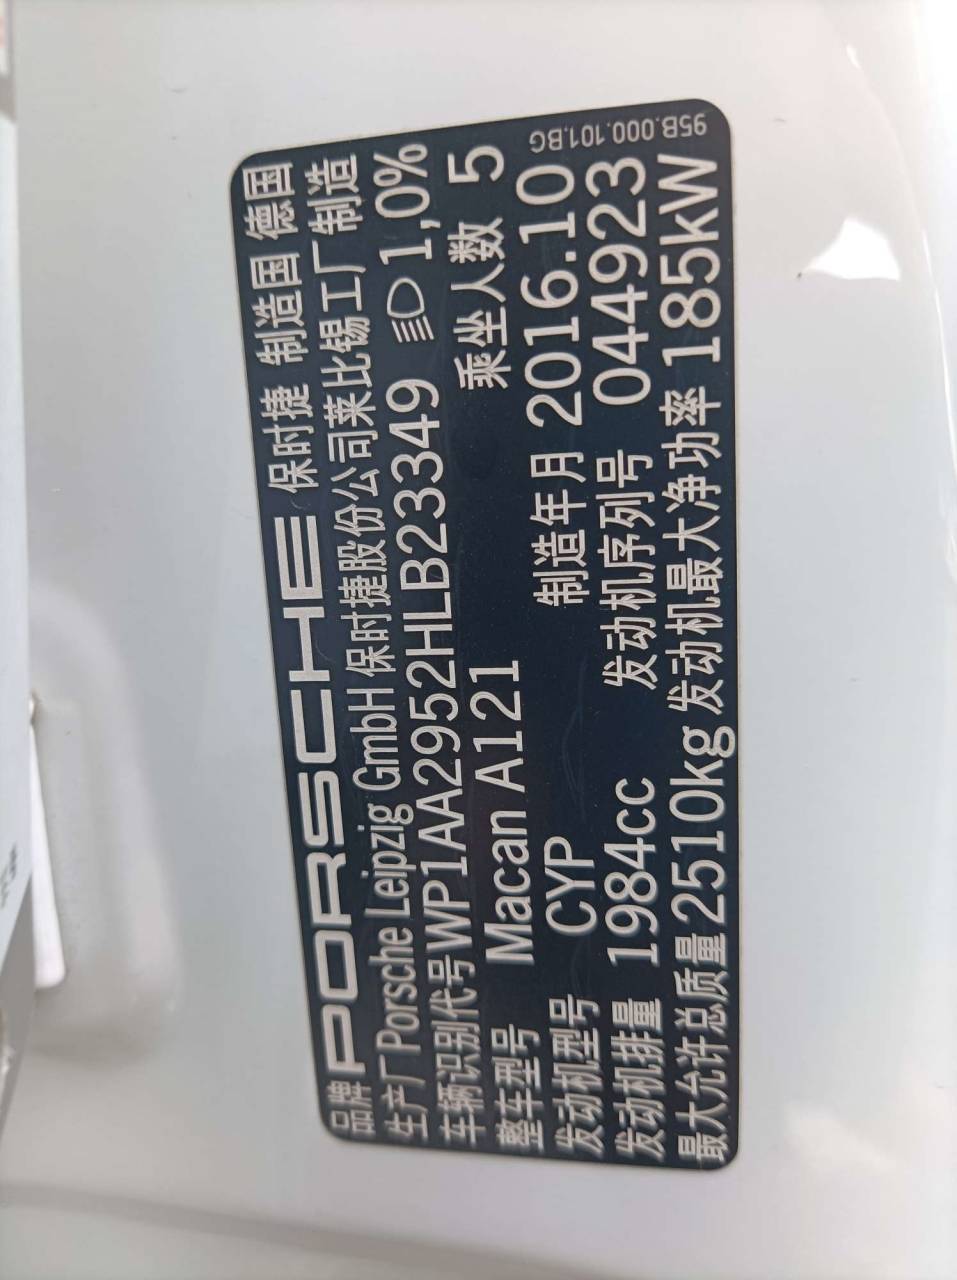 品牌 PORSCHE 保时捷 制造国 德国
生产厂 Porsche Leipzig GmbH 保时捷股份公司莱比锡工厂制造
车辆识别代号 WP1AA2952HLB23349 1,0%
整车型号 Macan A121 乘坐人数 5
发动机型号 CYP 制造年月 2016.10
发动机排量 1984cc 发动机序列号 044923
最大允许总质量 2510kg 发动机最大净功率 185kW
95B.000.101.BG